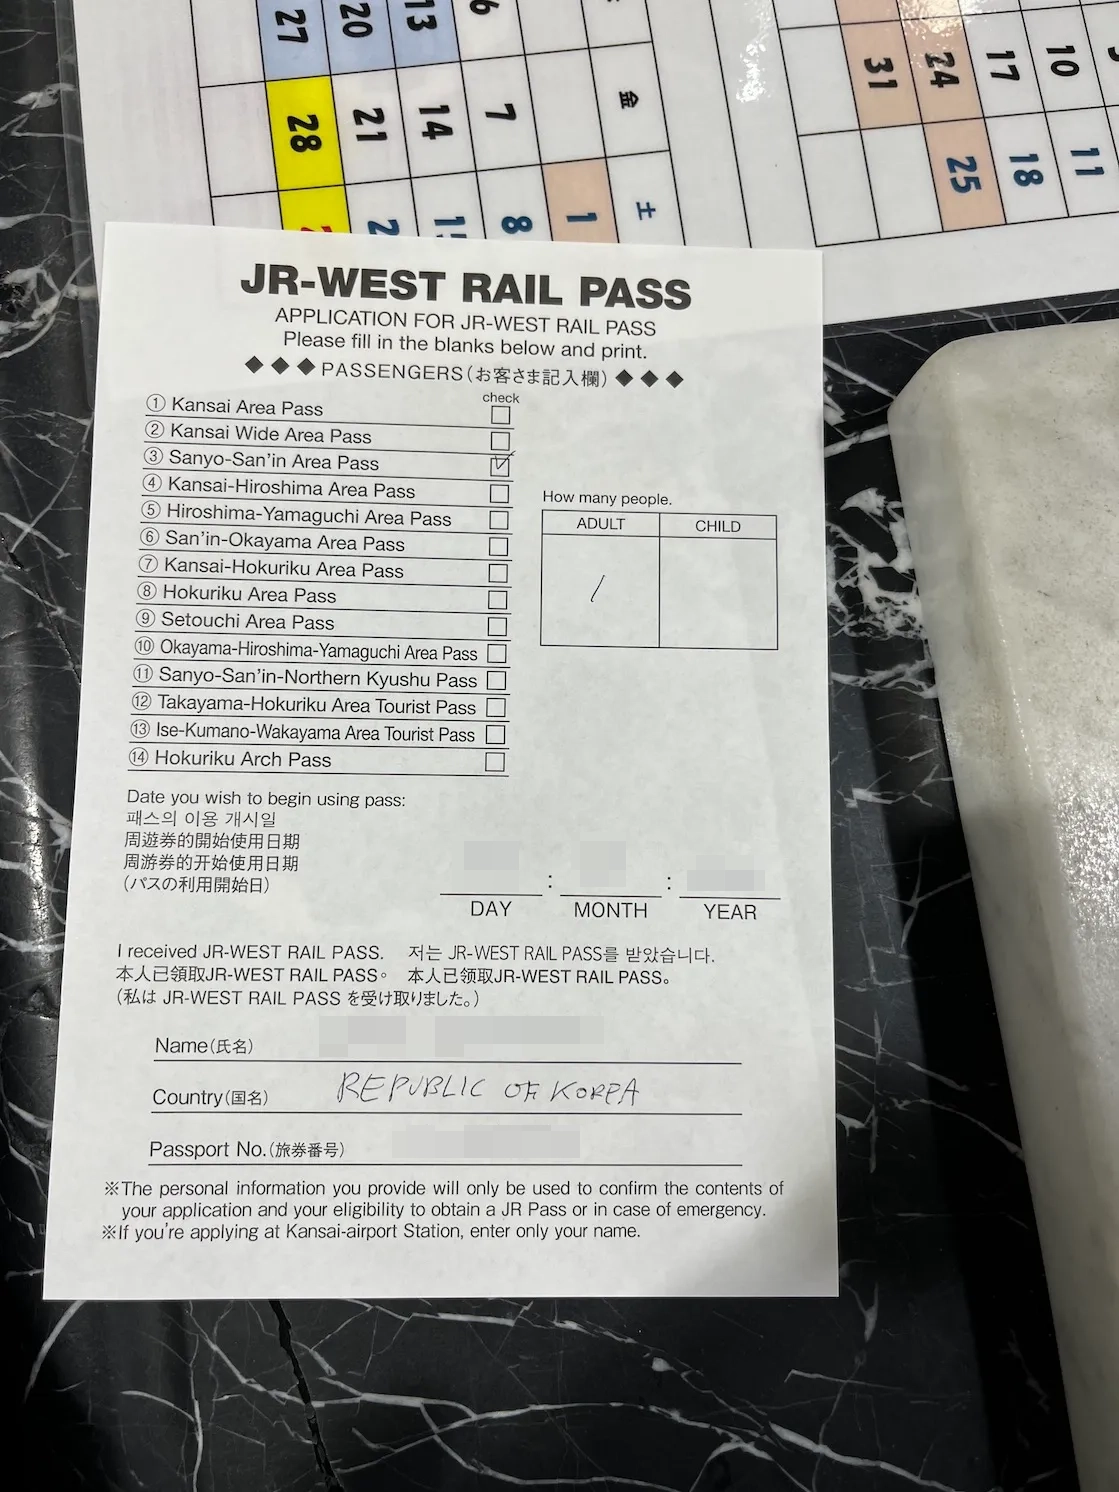 27 20 13 6
28 21 14 7 金
2 15 8 1 土
31 24 17 10
25 18 11
JR-WEST RAIL PASS
APPLICATION FOR JR-WEST RAIL PASS
Please fill in the blanks below and print.
◆◆◆PASSENGERS(お客さま記入欄)◆◆◆
check
① Kansai Area Pass
② Kansai Wide Area Pass
③ Sanyo-San'in Area Pass
④ Kansai-Hiroshima Area Pass
⑤ Hiroshima-Yamaguchi Area Pass
⑥ San'in-Okayama Area Pass
⑦ Kansai-Hokuriku Area Pass
⑧ Hokuriku Area Pass
⑨ Setouchi Area Pass
⑩ Okayama-Hiroshima-Yamaguchi Area Pass
⑪ Sanyo-San'in-Northern Kyushu Pass
⑫ Takayama-Hokuriku Area Tourist Pass
⑬ Ise-Kumano-Wakayama Area Tourist Pass
⑭ Hokuriku Arch Pass
How many people.
ADULT CHILD
1
Date you wish to begin using pass:
패스의 이용 개시일
周遊券的開始使用日期
周游券的开始使用日期
(パスの利用開始日)
: :
DAY MONTH YEAR
I received JR-WEST RAIL PASS. 저는 JR-WEST RAIL PASS를 받았습니다.
本人已領取JR-WEST RAIL PASS。 本人已领取JR-WEST RAIL PASS。
(私は JR-WEST RAIL PASS を受け取りました。)
Name(氏名)
Country(国名) REPUBLIC OF KOREA
Passport No.(旅券番号)
※The personal information you provide will only be used to confirm the contents of
your application and your eligibility to obtain a JR Pass or in case of emergency.
※If you're applying at Kansai-airport Station, enter only your name.